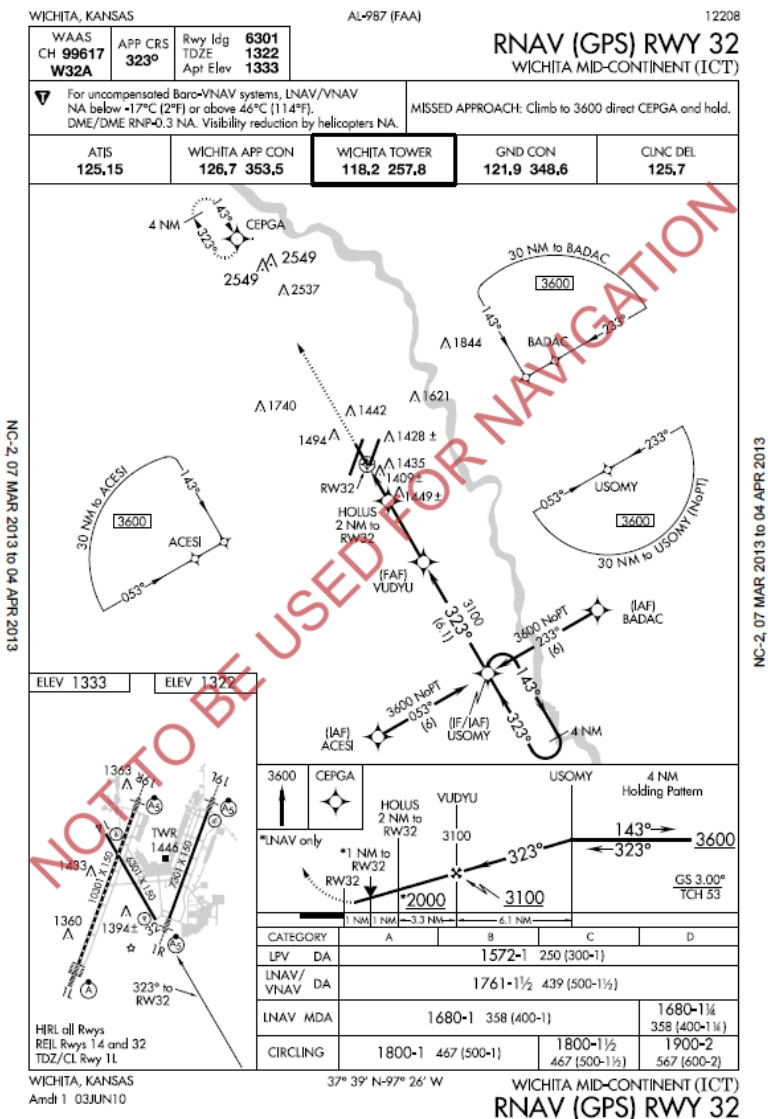 WICHITA, KANSAS
AL-987 (FAA)
12208
WAAS
CH 99617
W32A
APP CRS
323°
Rwy ldg 6301
TDZE 1322
Apt Elev 1333
RNAV (GPS) RWY 32
WICHITA MID-CONTINENT (ICT)
T
For uncompensated Baro-VNAV systems, LNAV/VNAV
NA below -17°C (2°F) or above 46°C (114°F).
DME/DME RNP-0.3 NA. Visibility reduction by helicopters NA.
MISSED APPROACH: Climb to 3600 direct CEPGA and hold.
ATIS
125.15
WICHITA APP CON
126.7 353.5
WICHITA TOWER
118.2 257.8
GND CON
121.9 348.6
CLNC DEL
125.7
4 NM
143°
323°
CEPGA
2549
2549
2537
30 NM to BADAC
3600
143°
233°
BADAC
1844
1621
1740
1442
1494
1428 ±
1435
1409±
1449±
RW32
HOLUS
2 NM to
RW32
30 NM to ACESI
3600
143°
ACESI
053°
233°
053°
USOMY
3600
30 NM to USOMY (NoPT)
(FAF)
VUDYU
3100
323°
(6.1)
(IAF)
BADAC
3600 NoPT
233°
(6)
3600 NoPT
053°
(6)
(IAF)
ACESI
(IF/IAF)
USOMY
143°
323°
4 NM
NOT TO BE USED FOR NAVIGATION
NC-2, 07 MAR 2013 to 04 APR 2013
NC-2, 07 MAR 2013 to 04 APR 2013
ELEV 1333
ELEV 1322
1363
19R
19L
A5
A5
14
TWR
1446
1433
10301 X 150
6301 X 150
7301 X 150
1360
1394±
32
1R
A5
1L
A
323° to
RW32
HIRL all Rwys
REIL Rwys 14 and 32
TDZ/CL Rwy 1L
3600
CEPGA
*LNAV only
HOLUS
2 NM to
RW32
VUDYU
3100
USOMY
4 NM
Holding Pattern
143°
323°
3600
323°
*1 NM to
RW32
RW32
*2000
3100
GS 3.00°
TCH 53
1 NM
1 NM
3.3 NM
6.1 NM
CATEGORY A B C D
LPV DA 1572-1 250 (300-1)
LNAV/
VNAV DA 1761-1½ 439 (500-1½)
LNAV MDA 1680-1 358 (400-1) 1680-1¼
358 (400-1¼)
CIRCLING 1800-1 467 (500-1) 1800-1½
467 (500-1½) 1900-2
567 (600-2)
WICHITA, KANSAS
Amdt 1 03JUN10
37° 39' N-97° 26' W
WICHITA MID-CONTINENT (ICT)
RNAV (GPS) RWY 32